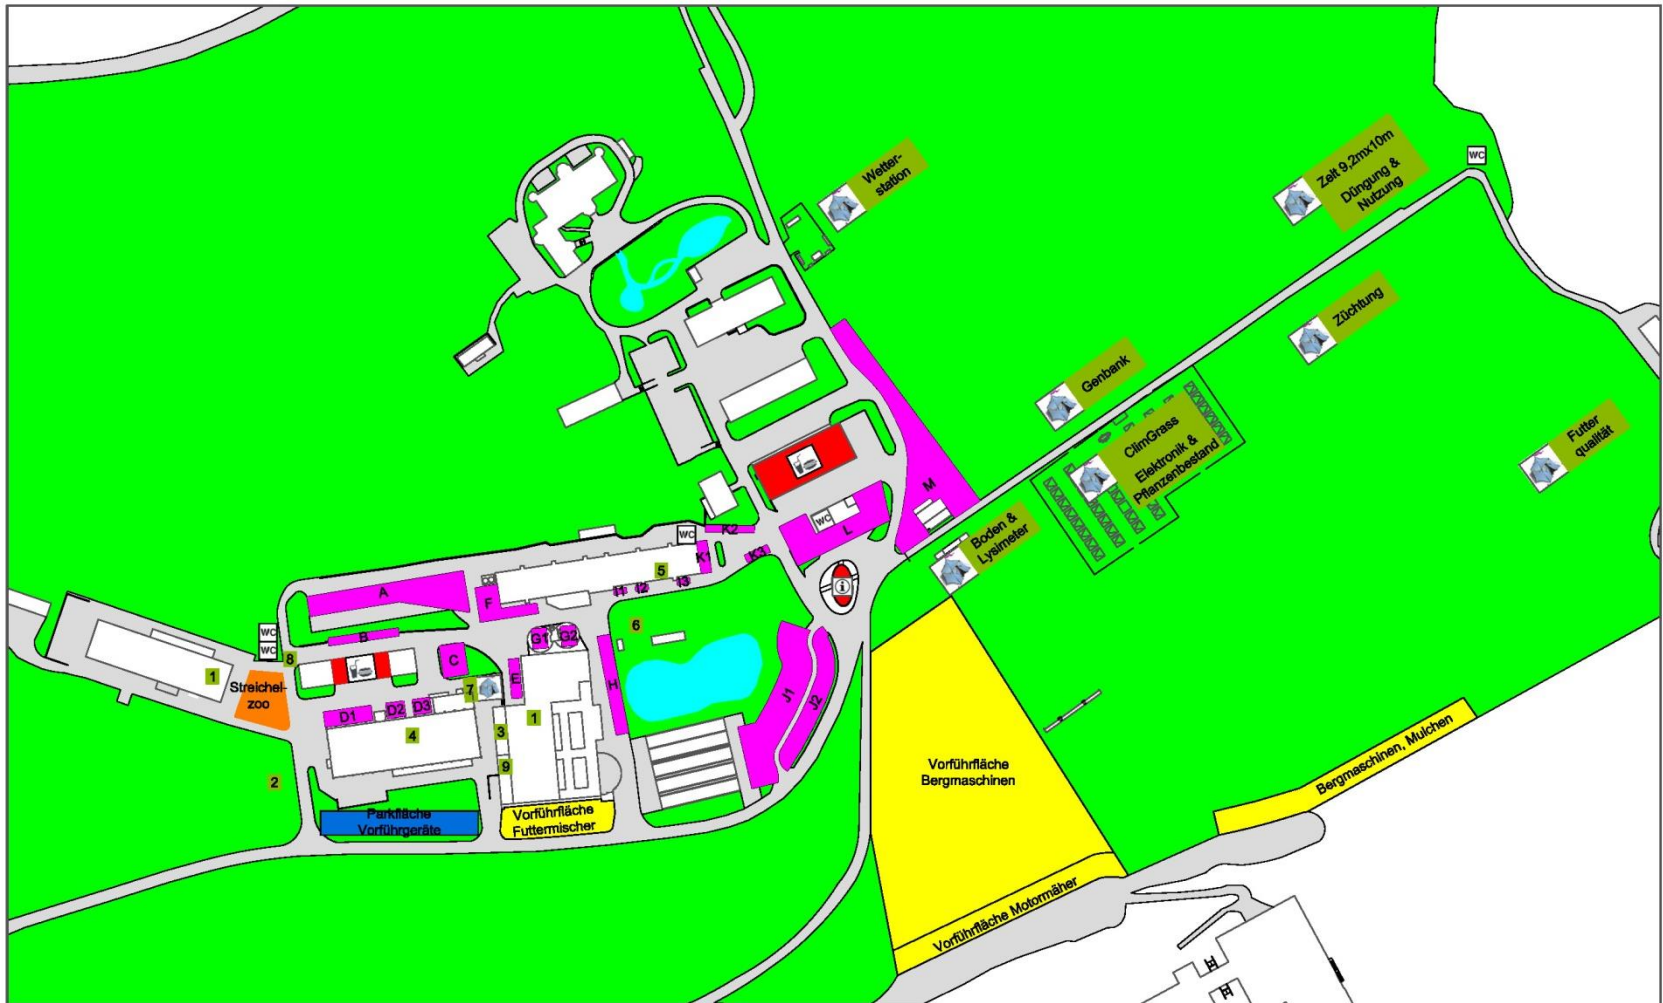 WC
Zelt 9,2mx10m
Düngung &
Nutzung
Wetter-
station
Züchtung
Genbank
ClimGrass
Elektronik &
Pflanzenbestand
Futter
qualität
M
WC
L
K2
WC
K3
K1
Boden &
Lysimeter
i
5
I1
I2
I3
A
F
6
B
G1
G2
WC
WC
8
C
E
H
1
Streichel-
zoo
7
D1
D2
D3
J1
J2
1
3
4
9
2
Parkfläche
Vorführgeräte
Vorführfläche
Futtermischer
Vorführfläche
Bergmaschinen
Bergmaschinen, Mulchen
Vorführfläche Motormäher